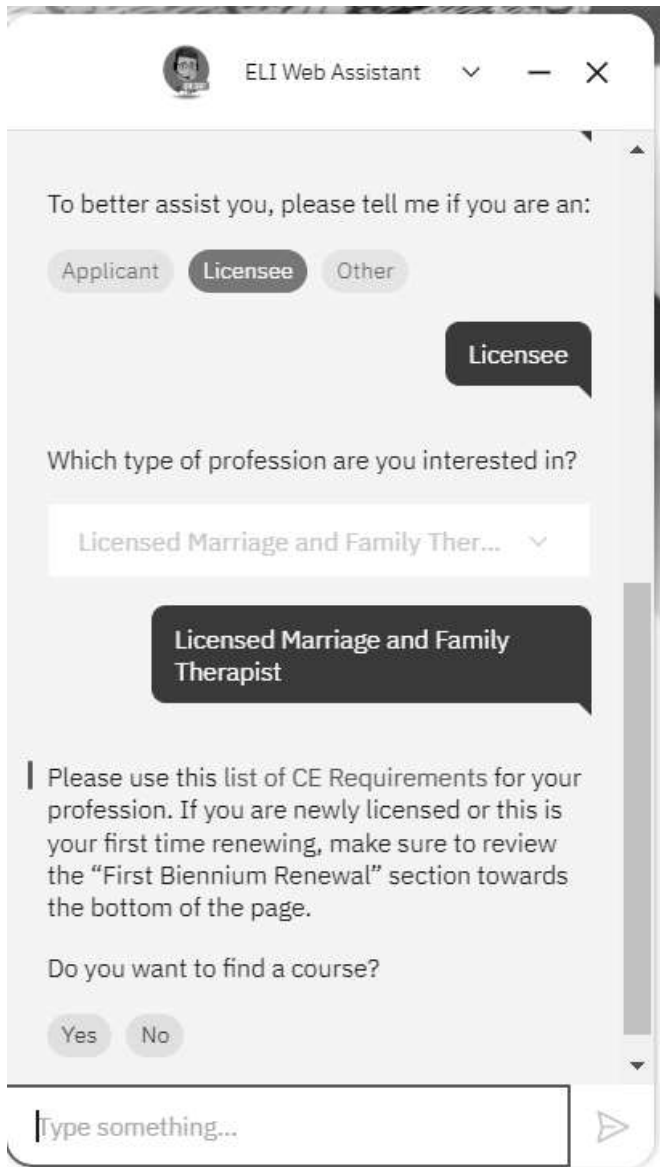 ELI Web Assistant
To better assist you, please tell me if you are an:
Applicant Licensee Other
Licensee
Which type of profession are you interested in?
Licensed Marriage and Family Ther...
Licensed Marriage and Family
Therapist
Please use this list of CE Requirements for your
profession. If you are newly licensed or this is
your first time renewing, make sure to review
the “First Biennium Renewal” section towards
the bottom of the page.
Do you want to find a course?
Yes No
Type something...